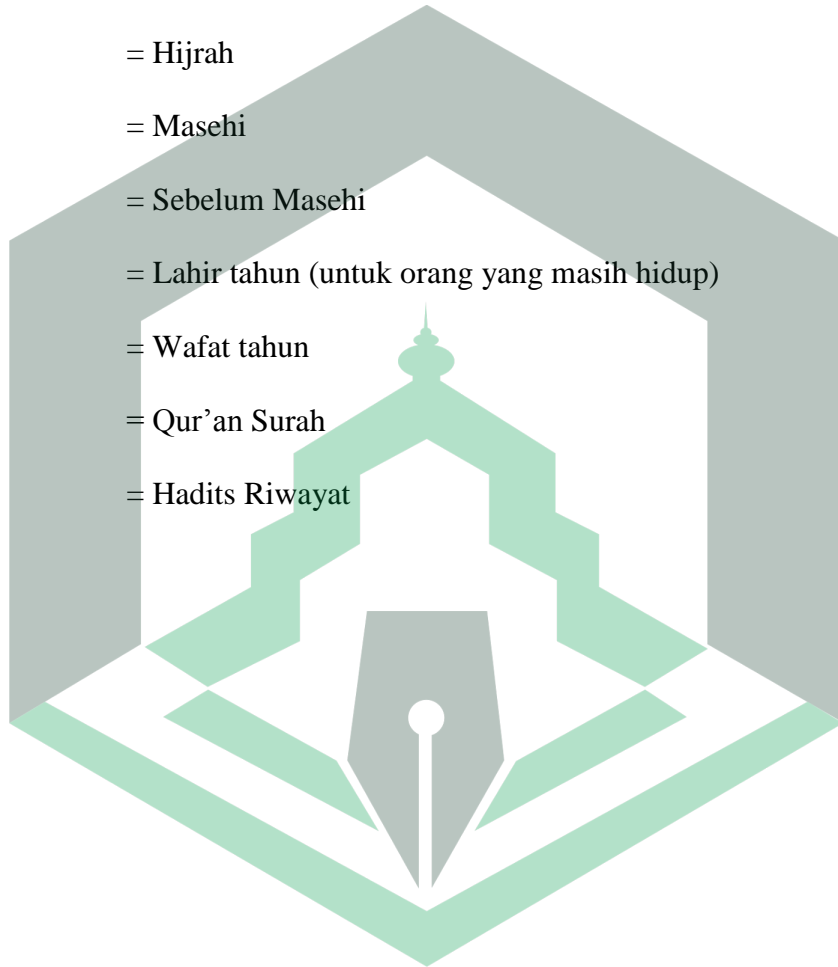 = Hijrah
= Masehi
= Sebelum Masehi
= Lahir tahun (untuk orang yang masih hidup)
= Wafat tahun
= Qur’an Surah
= Hadits Riwayat